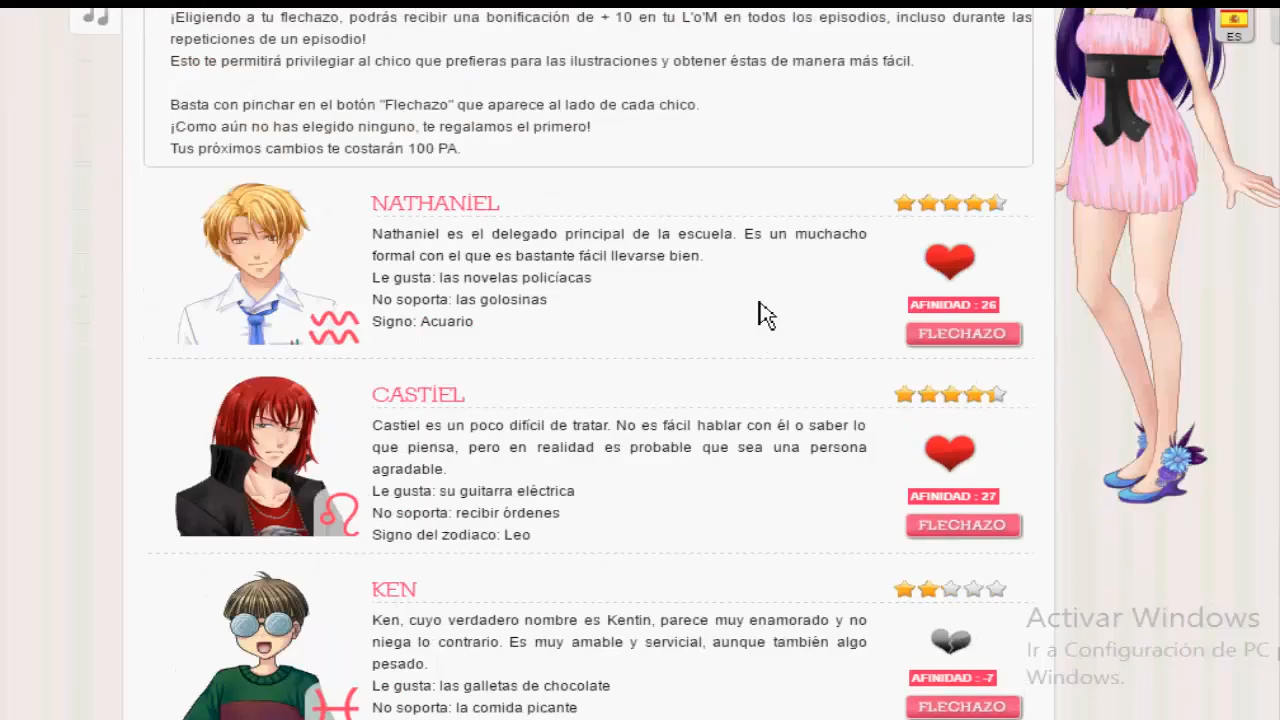 ¡Eligiendo a tu flechazo, podrás recibir una bonificación de + 10 en tu L'o'M en todos los episodios, incluso durante las
repeticiones de un episodio!
Esto te permitirá privilegiar al chico que prefieras para las ilustraciones y obtener éstas de manera más fácil.
Basta con pinchar en el botón "Flechazo" que aparece al lado de cada chico.
¡Como aún no has elegido ninguno, te regalamos el primero!
Tus próximos cambios te costarán 100 PA.
ES
NATHANIEL
Nathaniel es el delegado principal de la escuela. Es un muchacho
formal con el que es bastante fácil llevarse bien.
Le gusta: las novelas policíacas
No soporta: las golosinas
Signo: Acuario
AFINIDAD : 26
FLECHAZO
CASTIEL
Castiel es un poco difícil de tratar. No es fácil hablar con él o saber lo
que piensa, pero en realidad es probable que sea una persona
agradable.
Le gusta: su guitarra eléctrica
No soporta: recibir órdenes
Signo del zodiaco: Leo
AFINIDAD : 27
FLECHAZO
KEN
Ken, cuyo verdadero nombre es Kentin, parece muy enamorado y no
niega lo contrario. Es muy amable y servicial, aunque también algo
pesado.
Le gusta: las galletas de chocolate
No soporta: la comida picante
AFINIDAD : -7
FLECHAZO
Activar Windows
Ir a Configuración de PC
Windows.